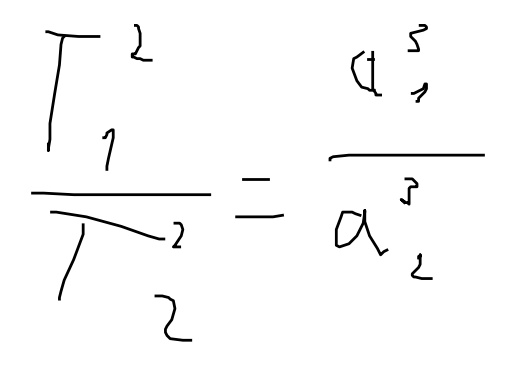 T₁² / T₂² = a₁³ / a₂³